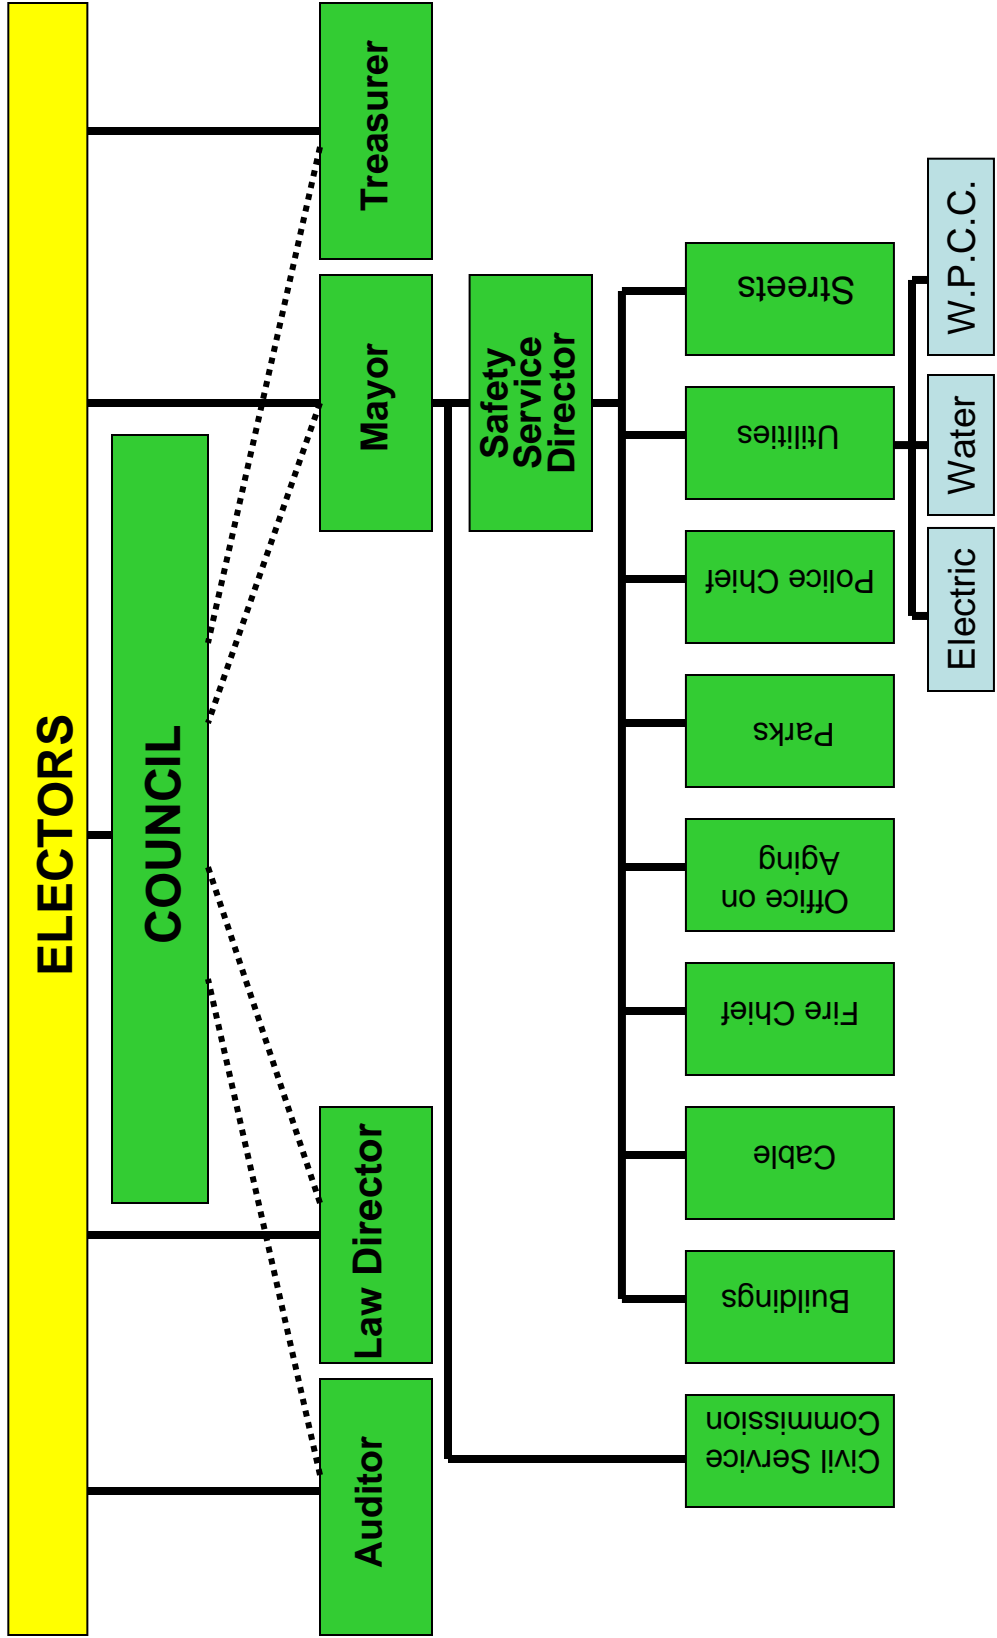 ELECTORS
COUNCIL
Auditor
Law Director
Mayor
Treasurer
Safety
Service
Director
Civil Service
Commission
Buildings
Cable
Fire Chief
Office on
Aging
Parks
Police Chief
Utilities
Streets
Electric
Water
W.P.C.C.